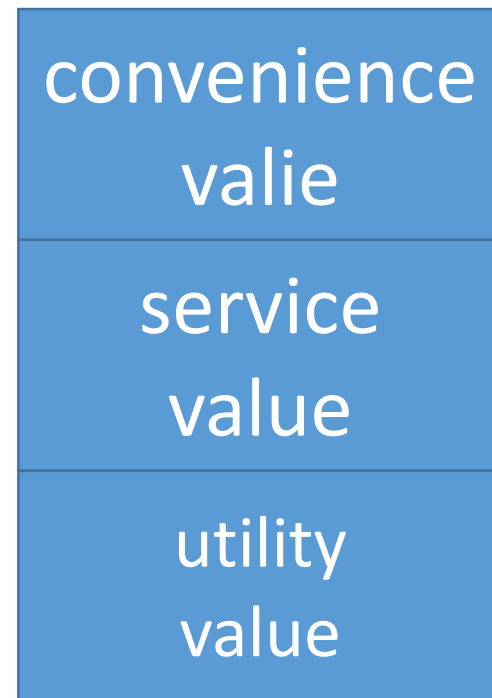 convenience
valie
service
value
utility
value